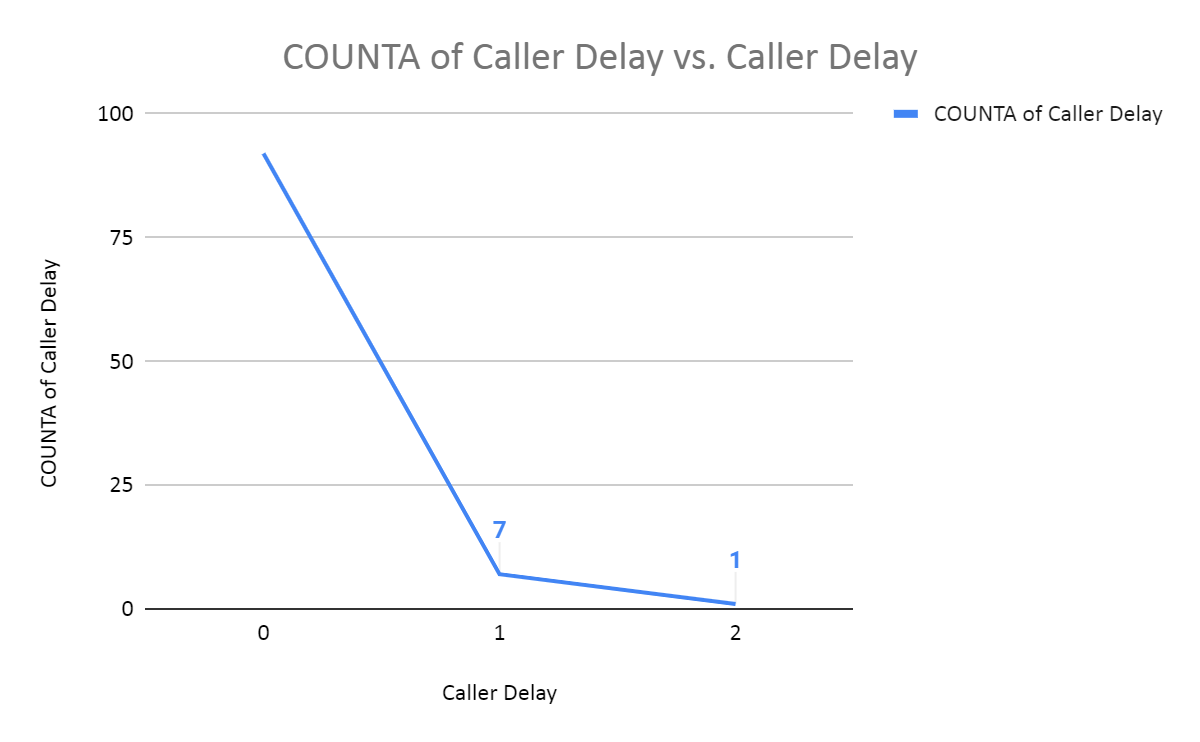 COUNTA of Caller Delay vs. Caller Delay
COUNTA of Caller Delay
100
75
50
25
0
COUNTA of Caller Delay
7
1
0 1 2
Caller Delay